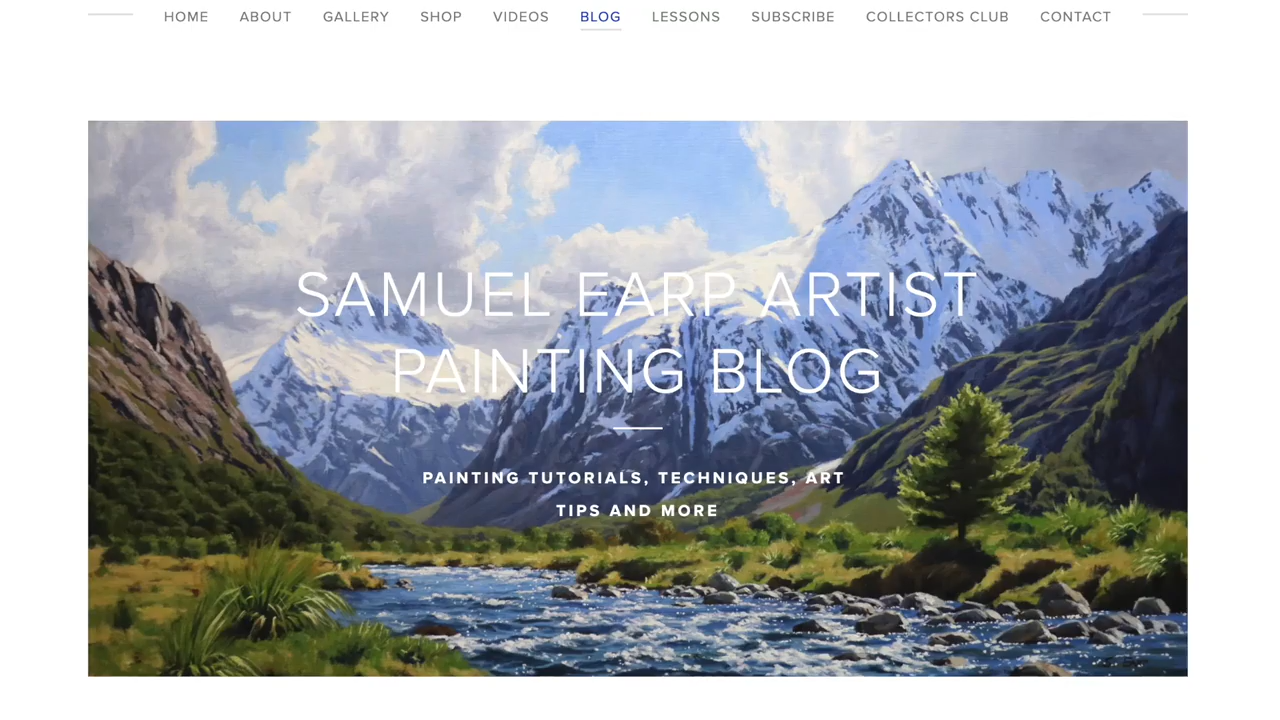 HOME ABOUT GALLERY SHOP VIDEOS BLOG LESSONS SUBSCRIBE COLLECTORS CLUB CONTACT
SAMUEL EARP ARTIST
PAINTING BLOG
PAINTING TUTORIALS, TECHNIQUES, ART
TIPS AND MORE